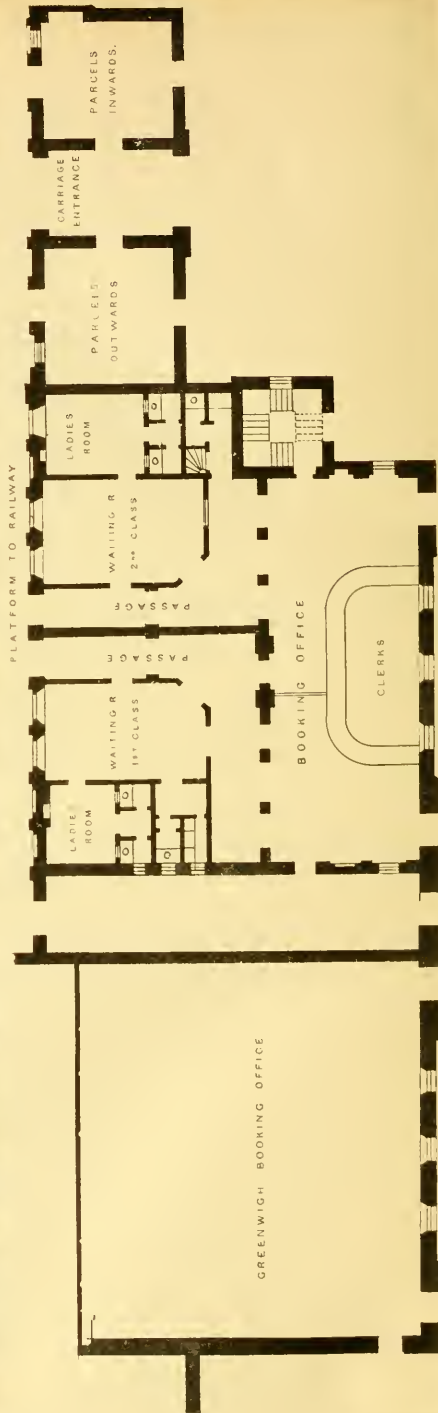 PLATFORM TO RAILWAY
PARCELS
INWARDS.
CARRIAGE
ENTRANCE
PARCELS
OUTWARDS
LADIES
ROOM
WAITING R
2ND CLASS
PASSAGE
PASSAGE
WAITING R
1ST CLASS
LADIES
ROOM
BOOKING OFFICE
CLERKS
GREENWICH BOOKING OFFICE